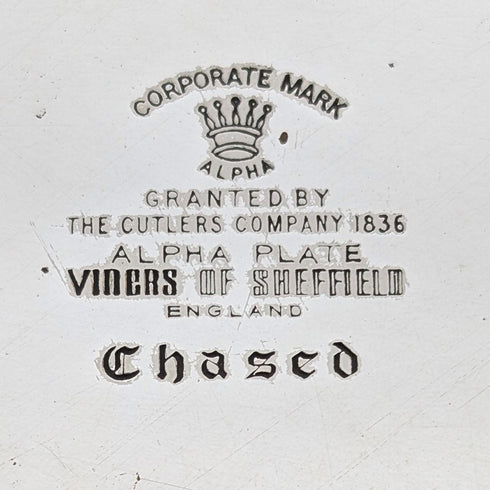 CORPORATE MARK
ALPHA
GRANTED BY
THE CUTLERS COMPANY 1836
ALPHA PLATE
VINERS OF SHEFFIELD
ENGLAND
Chased